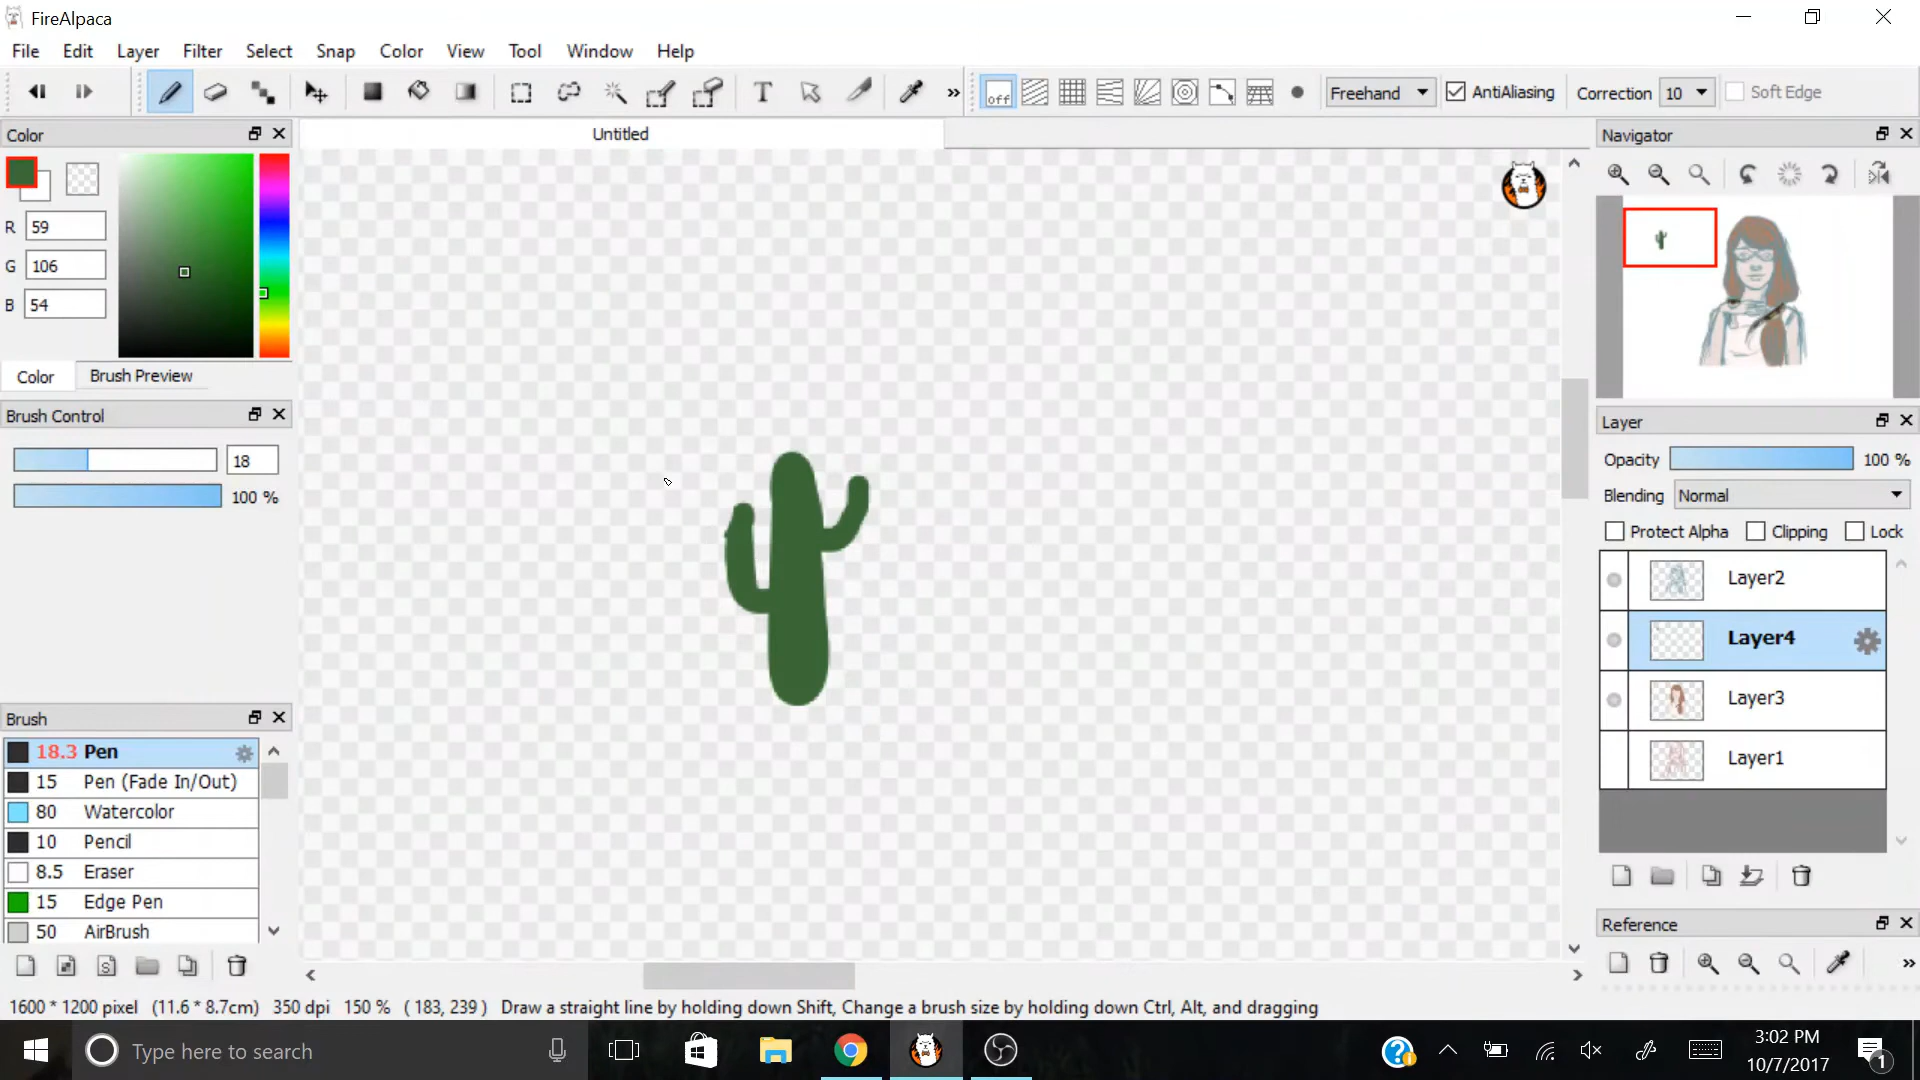 FireAlpaca
File Edit Layer Filter Select Snap Color View Tool Window Help
T off Freehand AntiAliasing Correction 10 Soft Edge
Color
Untitled
Navigator
R 59
G 106
B 54
Color Brush Preview
Brush Control
18
100 %
Layer
Opacity 100 %
Blending Normal
Protect Alpha Clipping Lock
Layer2
Layer4
Layer3
Layer1
Brush
18.3 Pen
15 Pen (Fade In/Out)
80 Watercolor
10 Pencil
8.5 Eraser
15 Edge Pen
50 AirBrush
Reference
1600 * 1200 pixel (11.6 * 8.7cm) 350 dpi 150 % ( 183, 239 ) Draw a straight line by holding down Shift, Change a brush size by holding down Ctrl, Alt, and dragging
Type here to search
3:02 PM
10/7/2017
1